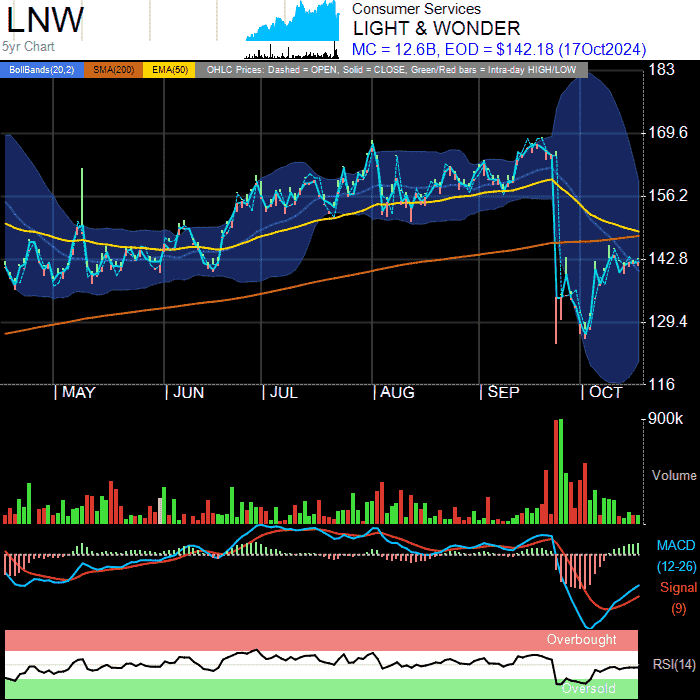 LNW
5yr Chart
Consumer Services
LIGHT & WONDER
MC = 12.6B, EOD = $142.18 (17Oct2024)
BollBands(20,2) SMA(200) EMA(50) OHLC Prices: Dashed = OPEN, Solid = CLOSE, Green/Red bars = Intra-day HIGH/LOW
183
169.6
156.2
142.8
129.4
116
MAY JUN JUL AUG SEP OCT
900k
Volume
MACD
(12-26)
Signal
(9)
Overbought
RSI(14)
Oversold